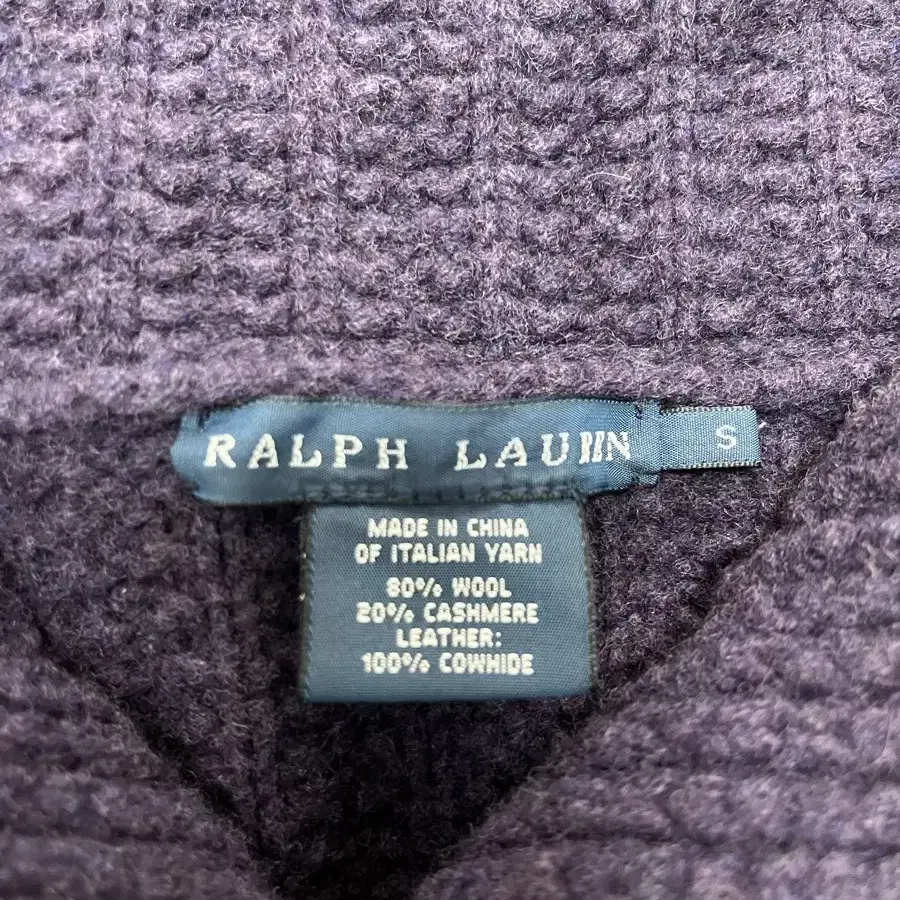 RALPH LAUREN
S
MADE IN CHINA
OF ITALIAN YARN
80% WOOL
20% CASHMERE
LEATHER:
100% COWHIDE